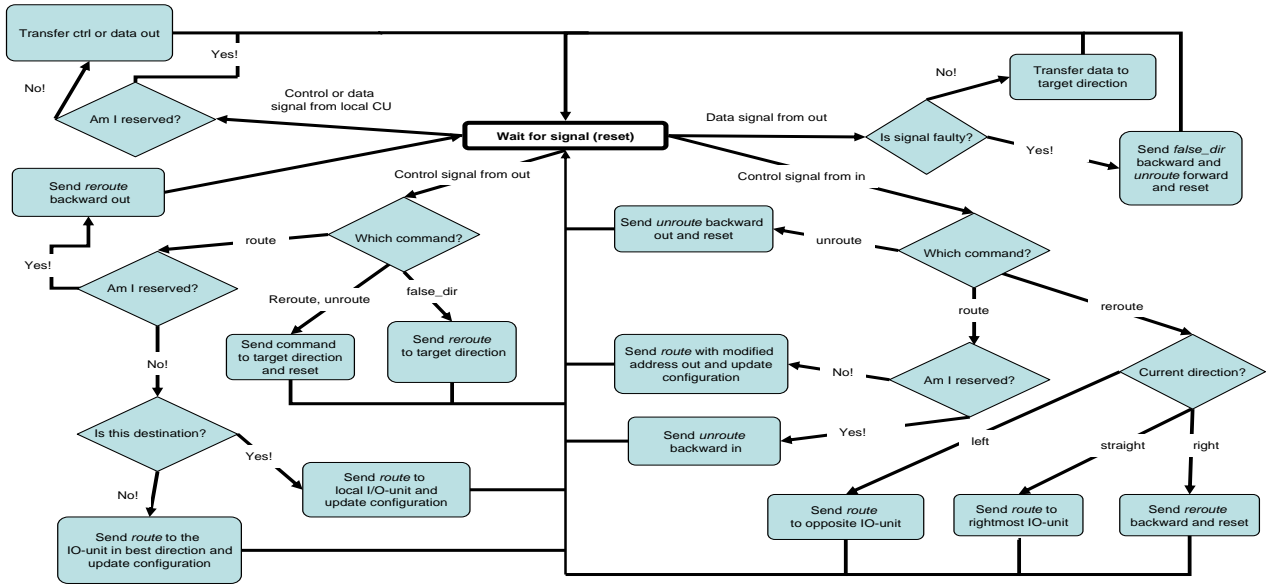 Transfer ctrl or data out
Yes!
No!
Am I reserved?
Control or data
signal from local CU
Wait for signal (reset)
Data signal from out
Is signal faulty?
No!
Transfer data to
target direction
Yes!
Send false_dir
backward and
unroute forward
and reset
Send reroute
backward out
Yes!
Am I reserved?
route
Control signal from out
Which command?
Reroute, unroute
false_dir
Send command
to target direction
and reset
Send reroute
to target direction
No!
Is this destination?
Yes!
Send route to
local I/O-unit and
update configuration
No!
Send route to the
IO-unit in best direction and
update configuration
Control signal from in
Which command?
unroute
Send unroute backward
out and reset
route
reroute
Am I reserved?
No!
Send route with modified
address out and update
configuration
Yes!
Send unroute
backward in
Current direction?
left
straight
right
Send route
to opposite IO-unit
Send route to
rightmost IO-unit
Send reroute
backward and reset